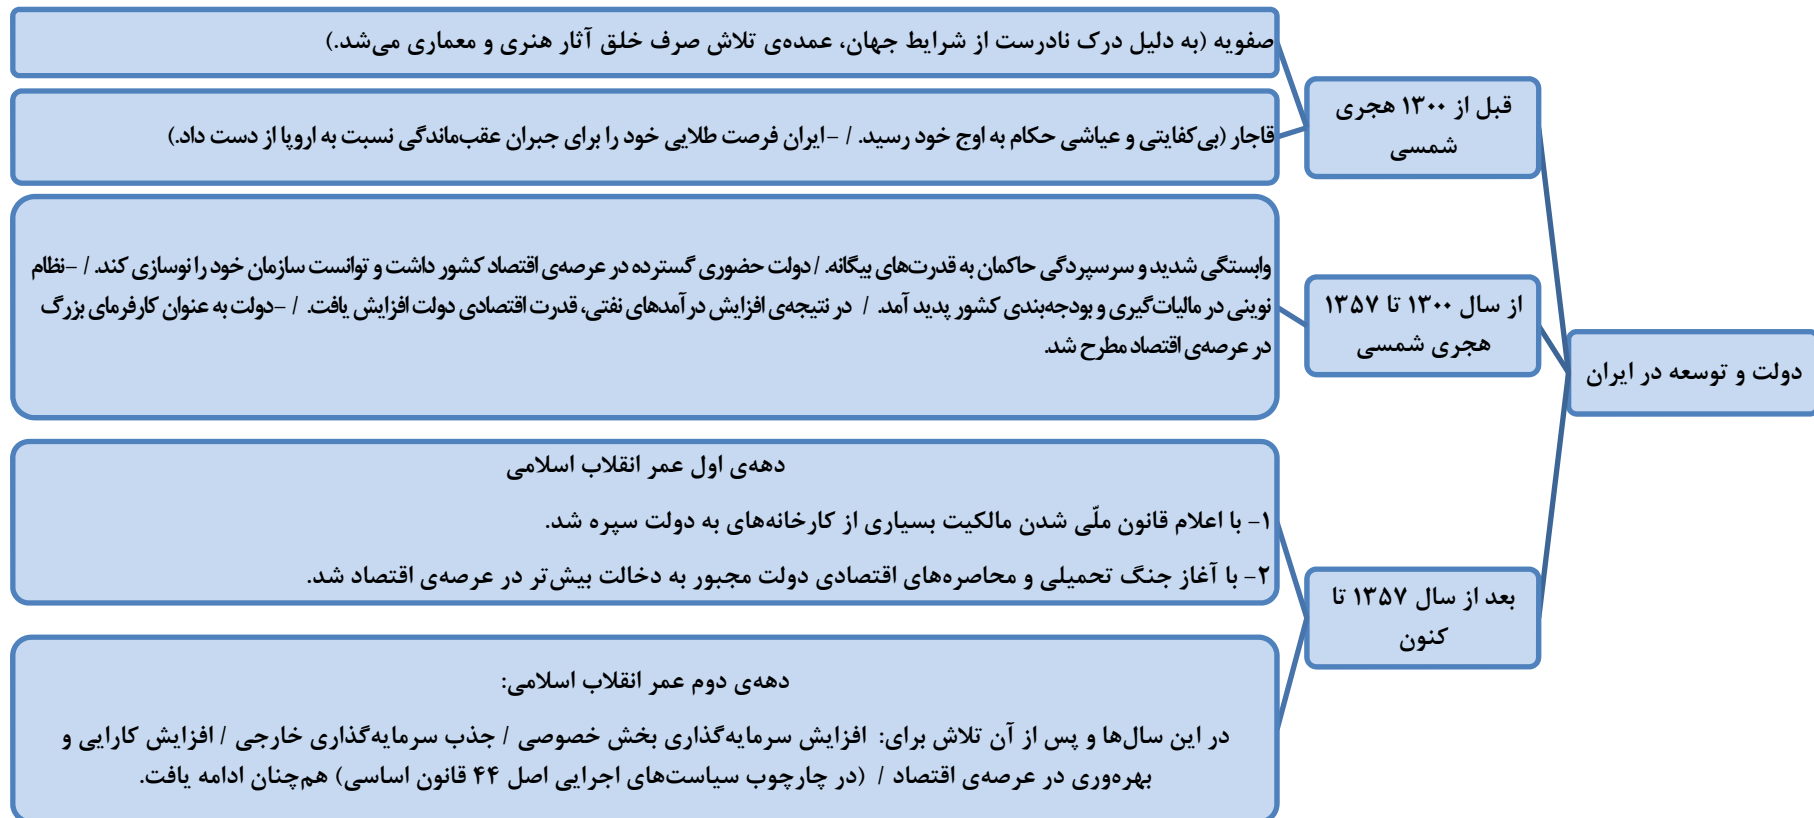 دولت و توسعه در ایران
قبل از ۱۳۰۰ هجری
شمسی
صفویه (به دلیل درک نادرست از شرایط جهان، عمده‌ی تلاش صرف خلق آثار هنری و معماری می‌شد.)
قاجار (بی‌کفایتی و عیاشی حکام به اوج خود رسید. / -ایران فرصت طلایی خود را برای جبران عقب‌ماندگی نسبت به اروپا از دست داد.)
از سال ۱۳۰۰ تا ۱۳۵۷
هجری شمسی
وابستگی شدید و سرسپردگی حاکمان به قدرت‌های بیگانه. / دولت حضوری گسترده در عرصه‌ی اقتصاد کشور داشت و توانست سازمان خود را نوسازی کند. / -نظام
نوینی در مالیات‌گیری و بودجه‌بندی کشور پدید آمد. / در نتیجه‌ی افزایش درآمدهای نفتی، قدرت اقتصادی دولت افزایش یافت. / -دولت به عنوان کارفرمای بزرگ
در عرصه‌ی اقتصاد مطرح شد.
بعد از سال ۱۳۵۷ تا
کنون
دهه‌ی اول عمر انقلاب اسلامی
۱- با اعلام قانون ملّی شدن مالکیت بسیاری از کارخانه‌های به دولت سپره شد.
۲- با آغاز جنگ تحمیلی و محاصره‌های اقتصادی دولت مجبور به دخالت بیش‌تر در عرصه‌ی اقتصاد شد.
دهه‌ی دوم عمر انقلاب اسلامی:
در این سال‌ها و پس از آن تلاش برای: افزایش سرمایه‌گذاری بخش خصوصی / جذب سرمایه‌گذاری خارجی / افزایش کارایی و
بهره‌وری در عرصه‌ی اقتصاد / (در چارچوب سیاست‌های اجرایی اصل ۴۴ قانون اساسی) هم‌چنان ادامه یافت.